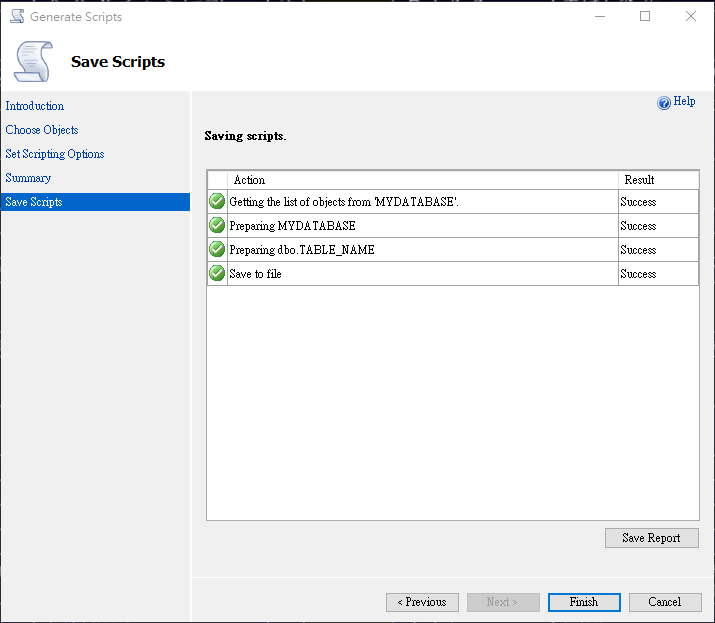 Generate Scripts
Save Scripts
Introduction
Choose Objects
Set Scripting Options
Summary
Save Scripts
Help
Saving scripts.
Action Result
Getting the list of objects from 'MYDATABASE'. Success
Preparing MYDATABASE Success
Preparing dbo.TABLE_NAME Success
Save to file Success
Save Report
< Previous Next > Finish Cancel